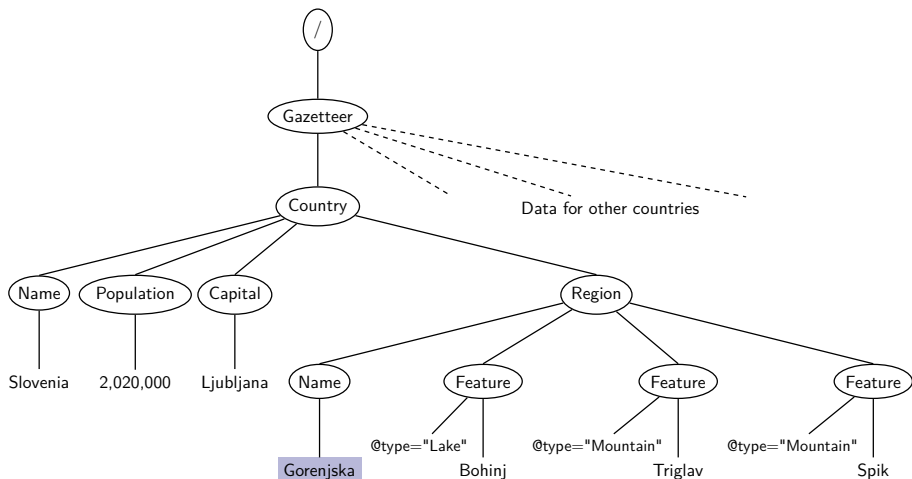 /
Gazetteer
Country
Data for other countries
Name Population Capital Region
Slovenia 2,020,000 Ljubljana Name Feature Feature Feature
@type="Lake" @type="Mountain" @type="Mountain"
Gorenjska Bohinj Triglav Spik